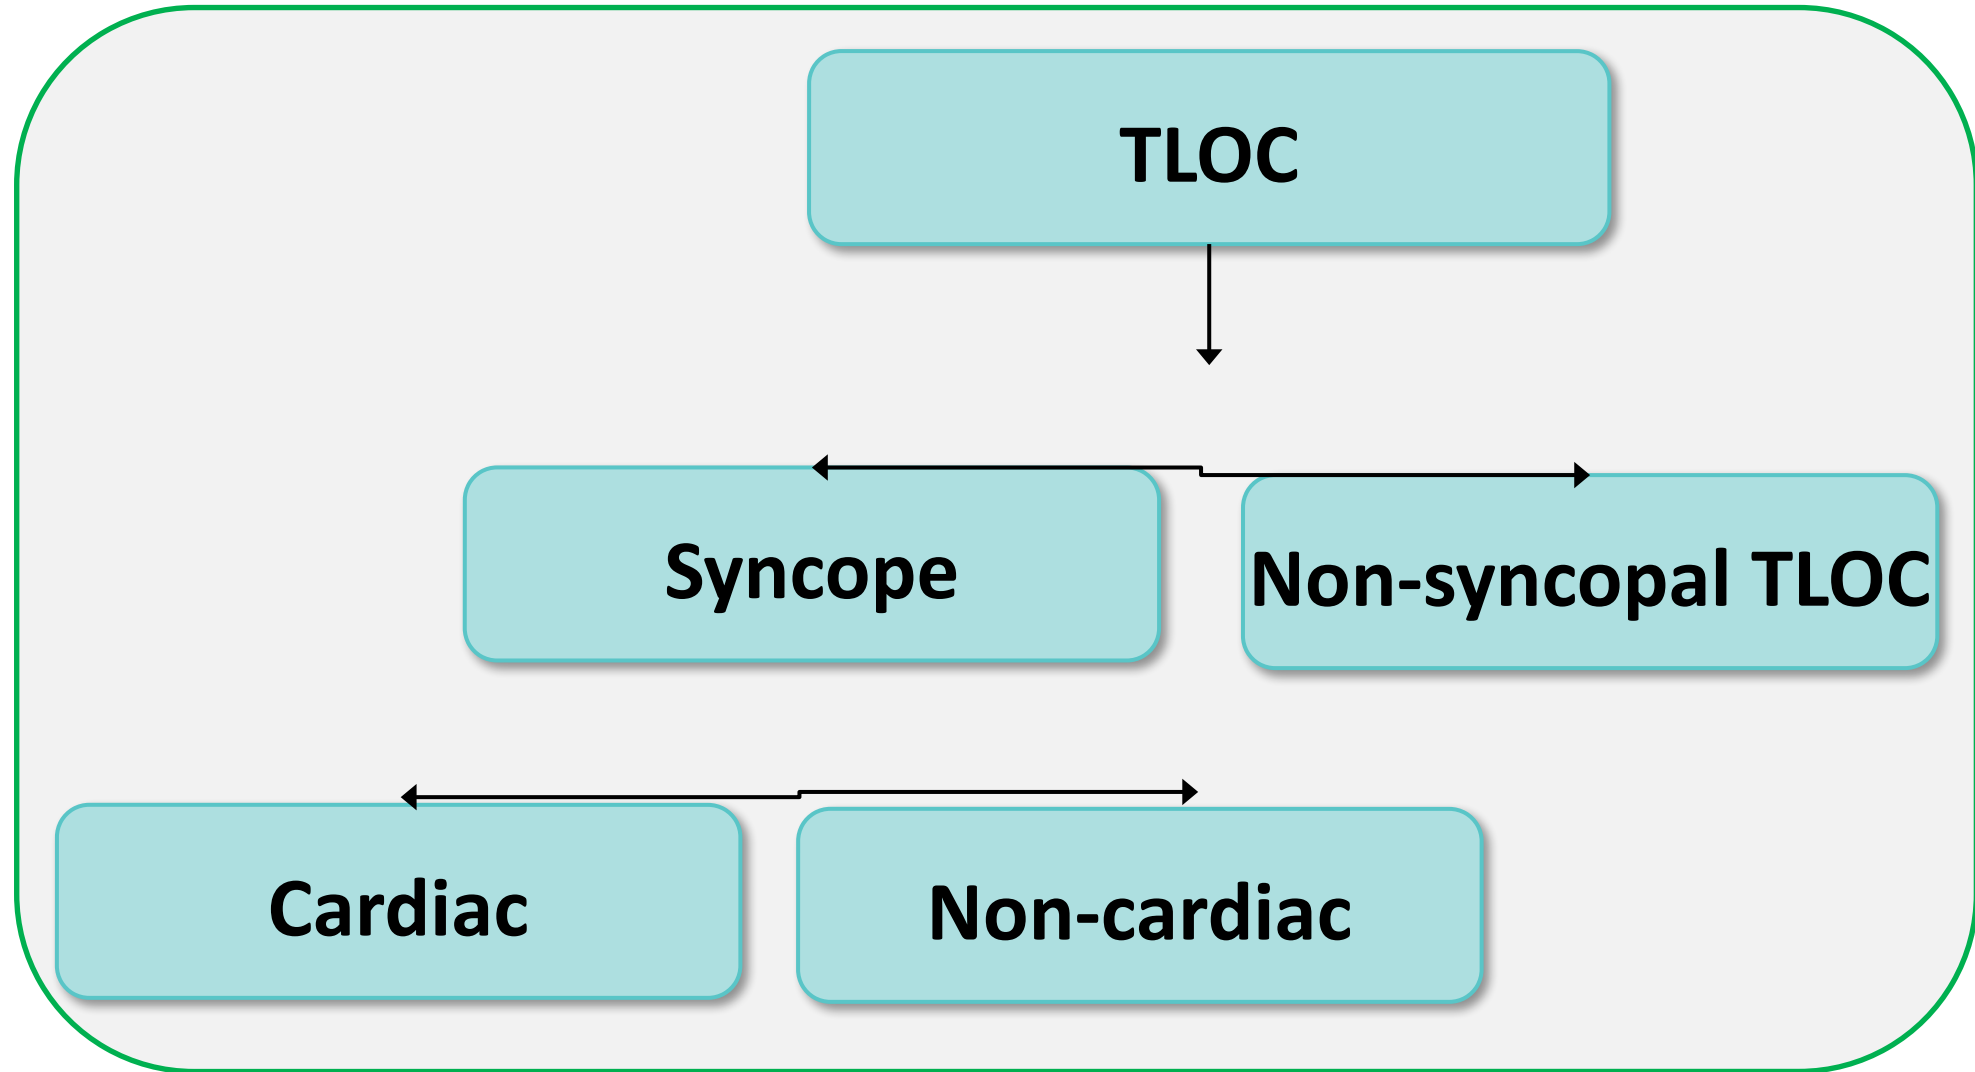 TLOC
Syncope
Non-syncopal TLOC
Cardiac
Non-cardiac